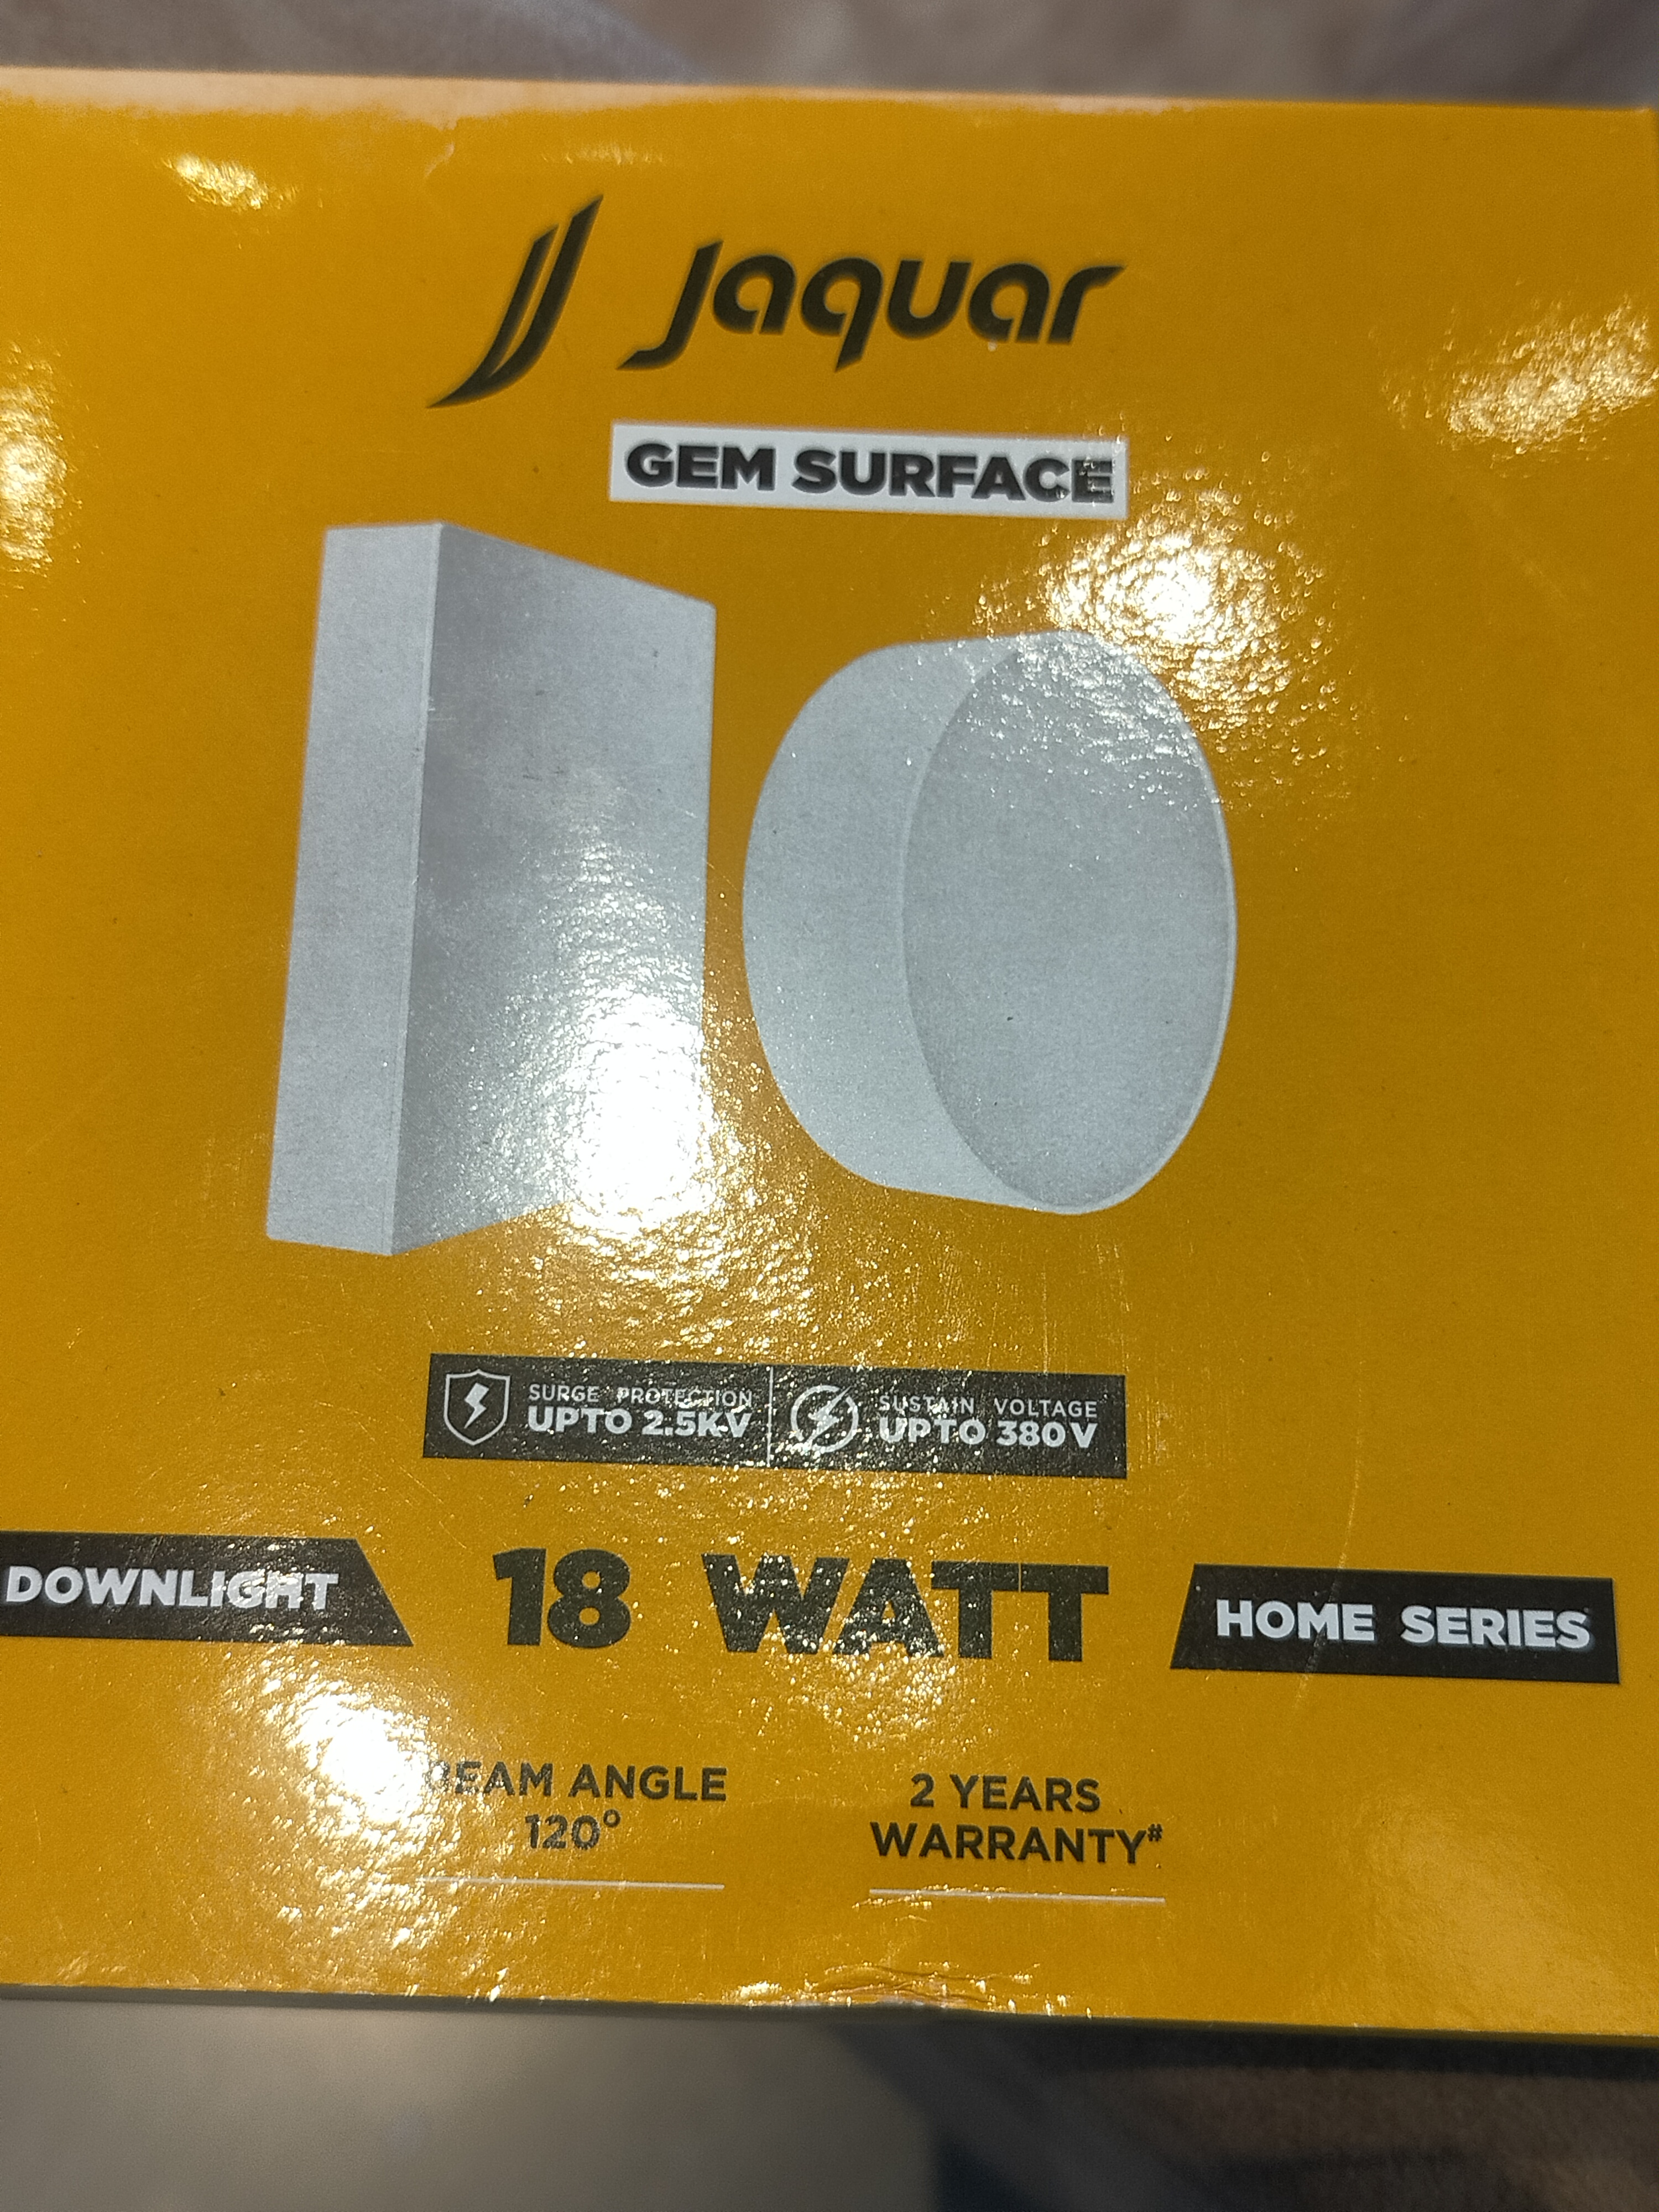 Jaquar
GEM SURFACE
SURGE PROTECTION
UPTO 2.5KV
SUSTAIN VOLTAGE
UPTO 380V
DOWNLIGHT
18 WATT
HOME SERIES
BEAM ANGLE
120°
2 YEARS
WARRANTY#